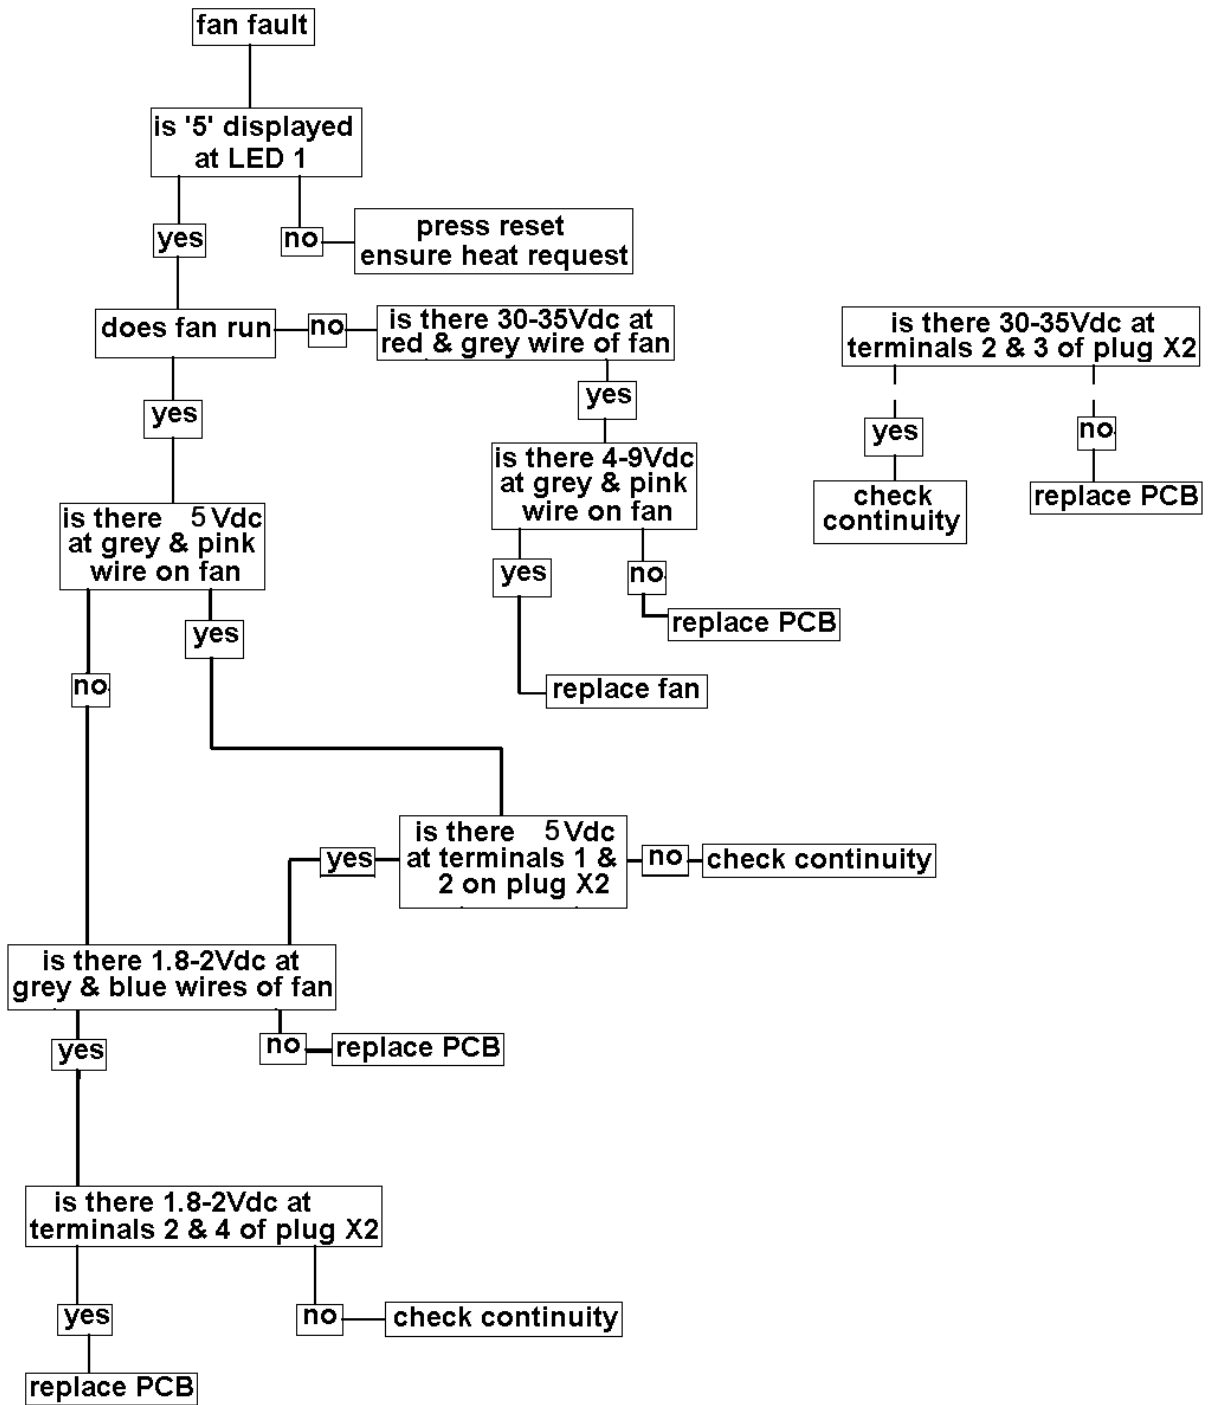 fan fault
is '5' displayed
at LED 1
yes
no
press reset
ensure heat request
does fan run
no
is there 30-35Vdc at
red & grey wire of fan
is there 30-35Vdc at
terminals 2 & 3 of plug X2
yes
yes
yes
no
is there 4-9Vdc
at grey & pink
wire on fan
check
continuity
replace PCB
is there 5 Vdc
at grey & pink
wire on fan
yes
no
replace PCB
yes
no
replace fan
is there 5 Vdc
at terminals 1 &
2 on plug X2
yes
no
check continuity
is there 1.8-2Vdc at
grey & blue wires of fan
yes
no
replace PCB
is there 1.8-2Vdc at
terminals 2 & 4 of plug X2
yes
no
check continuity
replace PCB